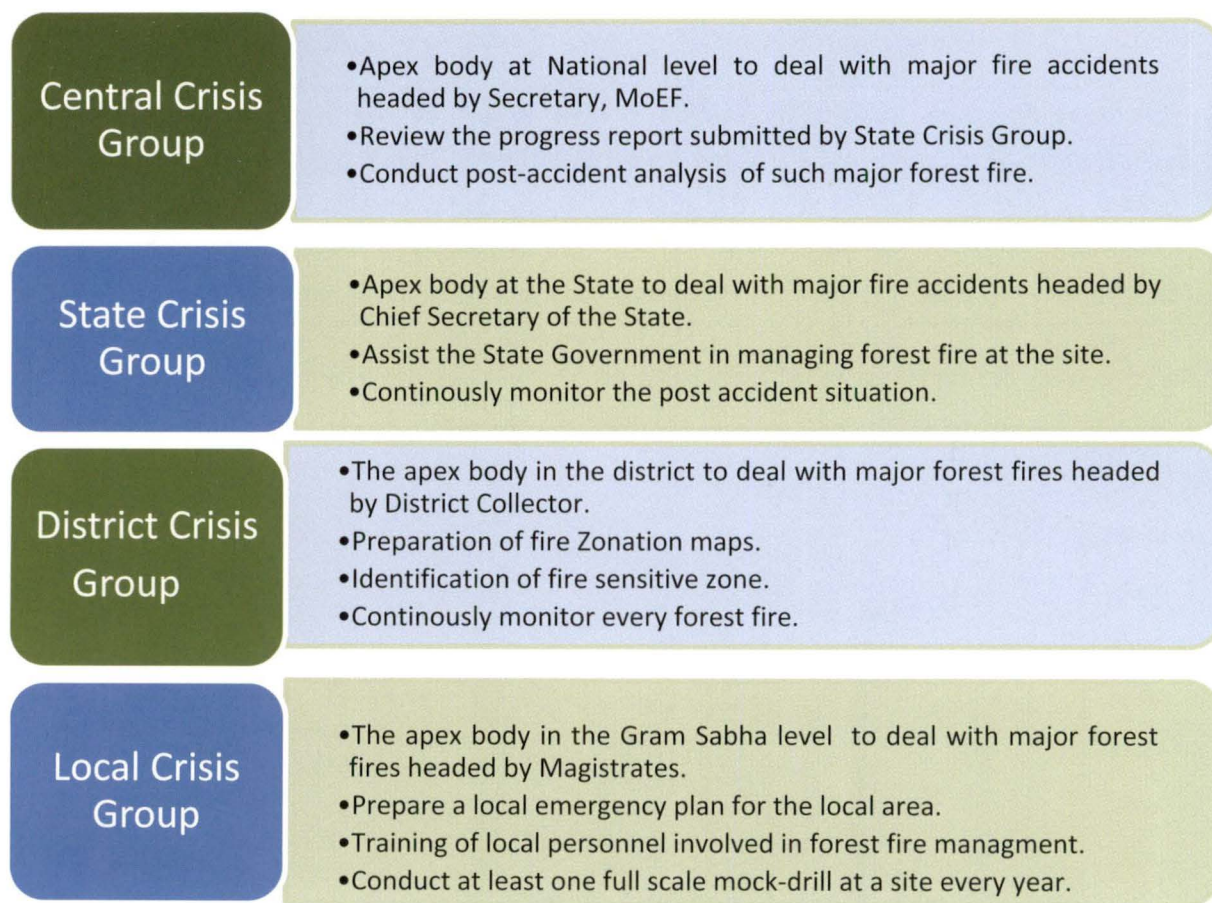 Central Crisis
Group
•Apex body at National level to deal with major fire accidents
headed by Secretary, MoEF.
•Review the progress report submitted by State Crisis Group.
•Conduct post-accident analysis of such major forest fire.
State Crisis
Group
•Apex body at the State to deal with major fire accidents headed by
Chief Secretary of the State.
•Assist the State Government in managing forest fire at the site.
•Continously monitor the post accident situation.
District Crisis
Group
•The apex body in the district to deal with major forest fires headed
by District Collector.
•Preparation of fire Zonation maps.
•Identification of fire sensitive zone.
•Continously monitor every forest fire.
Local Crisis
Group
•The apex body in the Gram Sabha level to deal with major forest
fires headed by Magistrates.
•Prepare a local emergency plan for the local area.
•Training of local personnel involved in forest fire managment.
•Conduct at least one full scale mock-drill at a site every year.